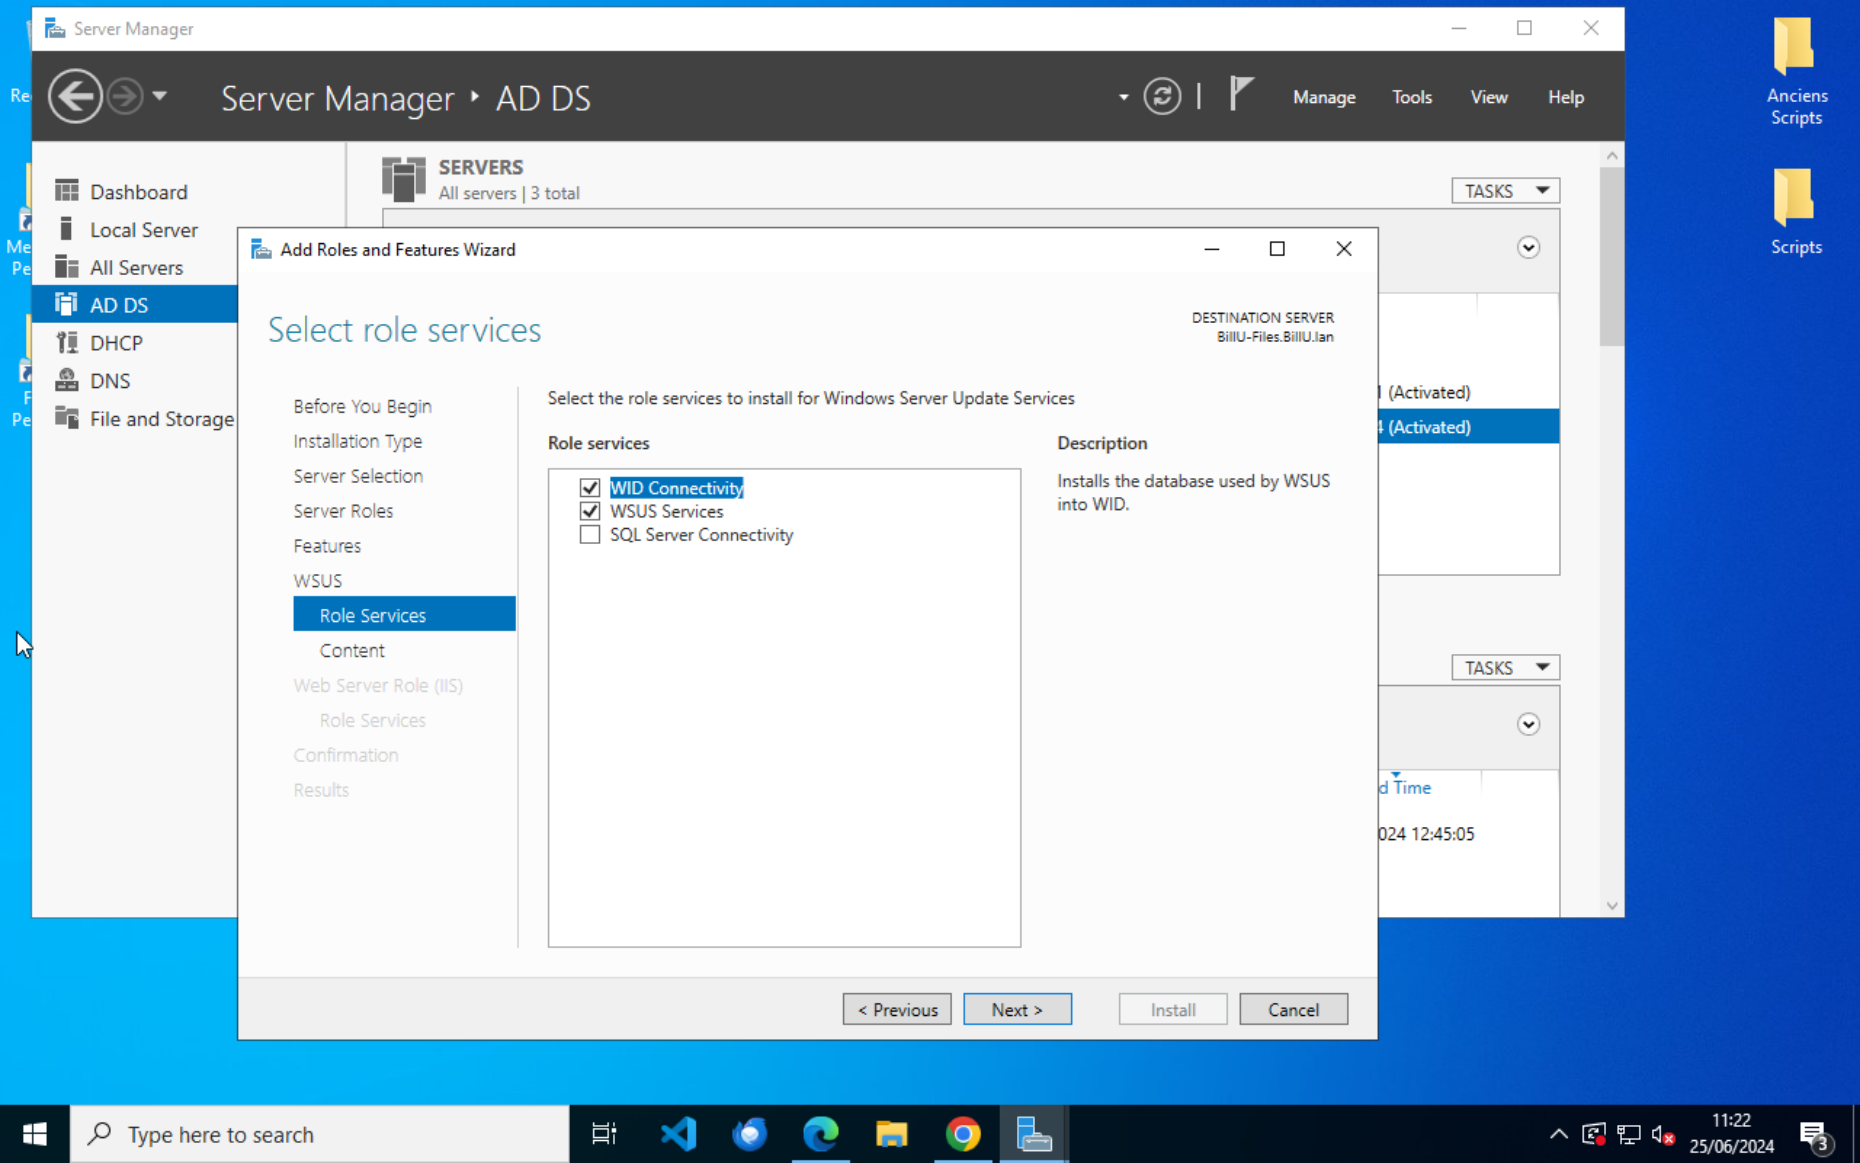 Server Manager
Server Manager ‣ AD DS
Manage
Tools
View
Help
Dashboard
Local Server
All Servers
AD DS
DHCP
DNS
File and Storage
SERVERS
All servers | 3 total
TASKS
(Activated)
4 (Activated)
TASKS
d Time
024 12:45:05
Add Roles and Features Wizard
Select role services
DESTINATION SERVER
BillU-Files.BillU.lan
Before You Begin
Installation Type
Server Selection
Server Roles
Features
WSUS
Role Services
Content
Web Server Role (IIS)
Role Services
Confirmation
Results
Select the role services to install for Windows Server Update Services
Role services
WID Connectivity
WSUS Services
SQL Server Connectivity
Description
Installs the database used by WSUS
into WID.
< Previous
Next >
Install
Cancel
Re
Me
Pe
F
Pe
Anciens
Scripts
Scripts
Type here to search
11:22
25/06/2024
3